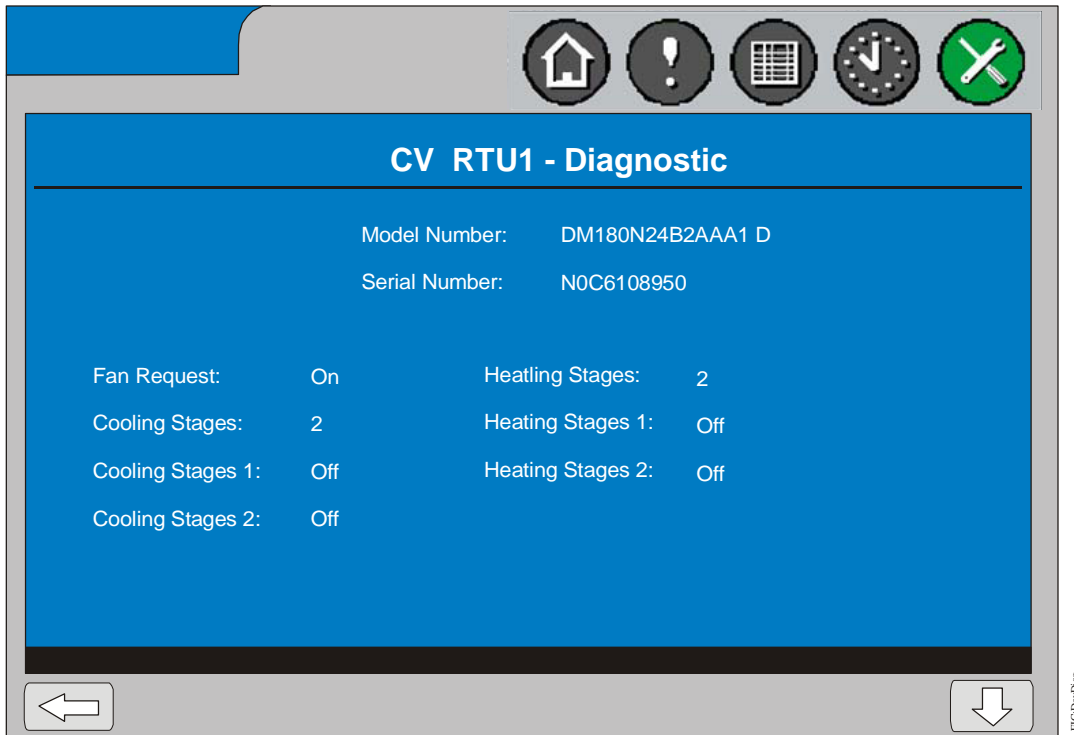 CV RTU1 - Diagnostic
Model Number: DM180N24B2AAA1 D
Serial Number: N0C6108950
Fan Request: On Heatling Stages: 2
Cooling Stages: 2 Heating Stages 1: Off
Cooling Stages 1: Off Heating Stages 2: Off
Cooling Stages 2: Off